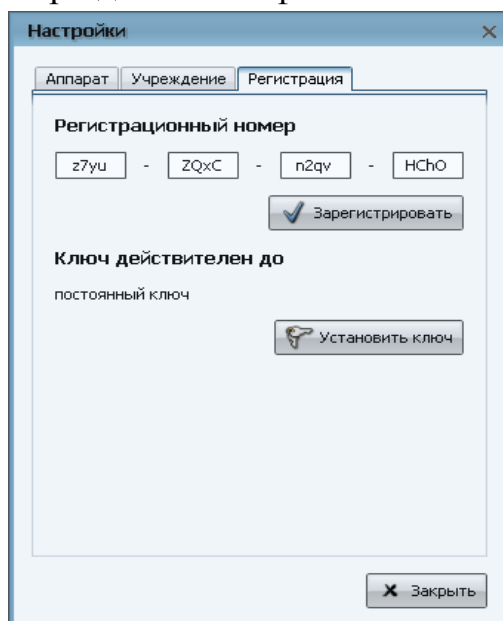 Настройки
Аппарат Учреждение Регистрация
Регистрационный номер
z7yu - ZQxC - n2qv - HChO
Зарегистрировать
Ключ действителен до
постоянный ключ
Установить ключ
Закрыть